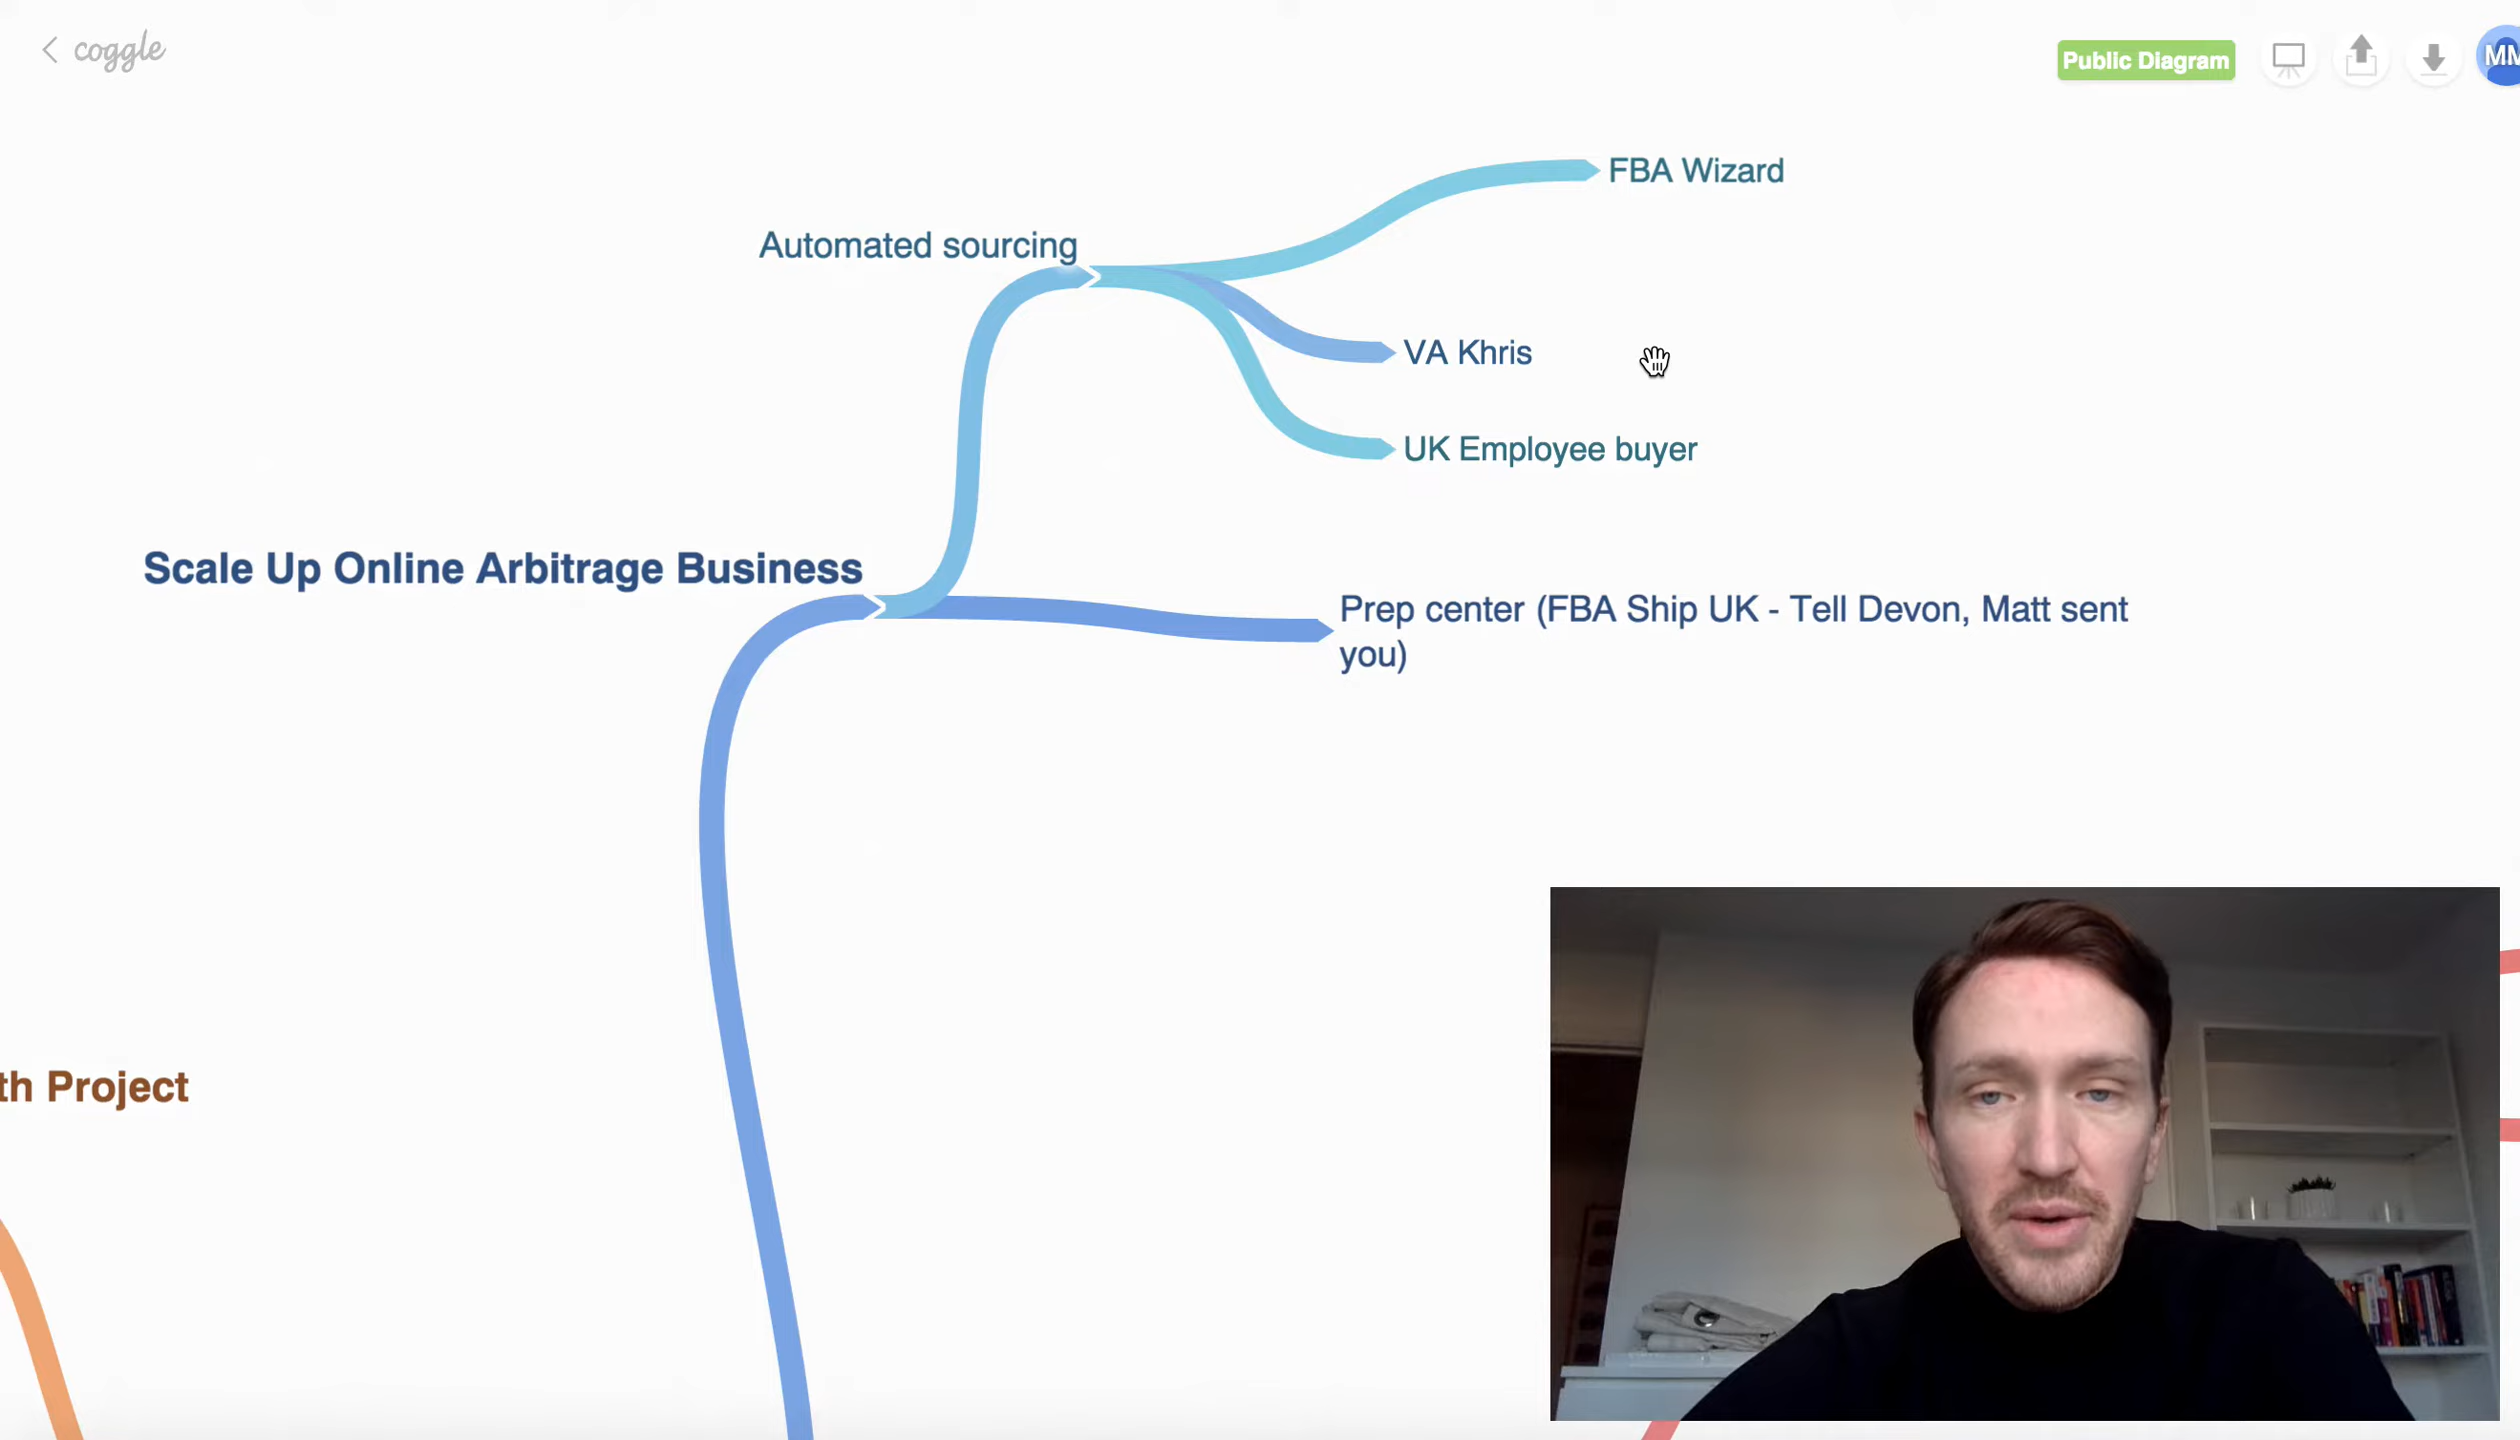 coggle
Public Diagram
FBA Wizard
Automated sourcing
VA Khris
UK Employee buyer
Scale Up Online Arbitrage Business
Prep center (FBA Ship UK - Tell Devon, Matt sent
you)
th Project